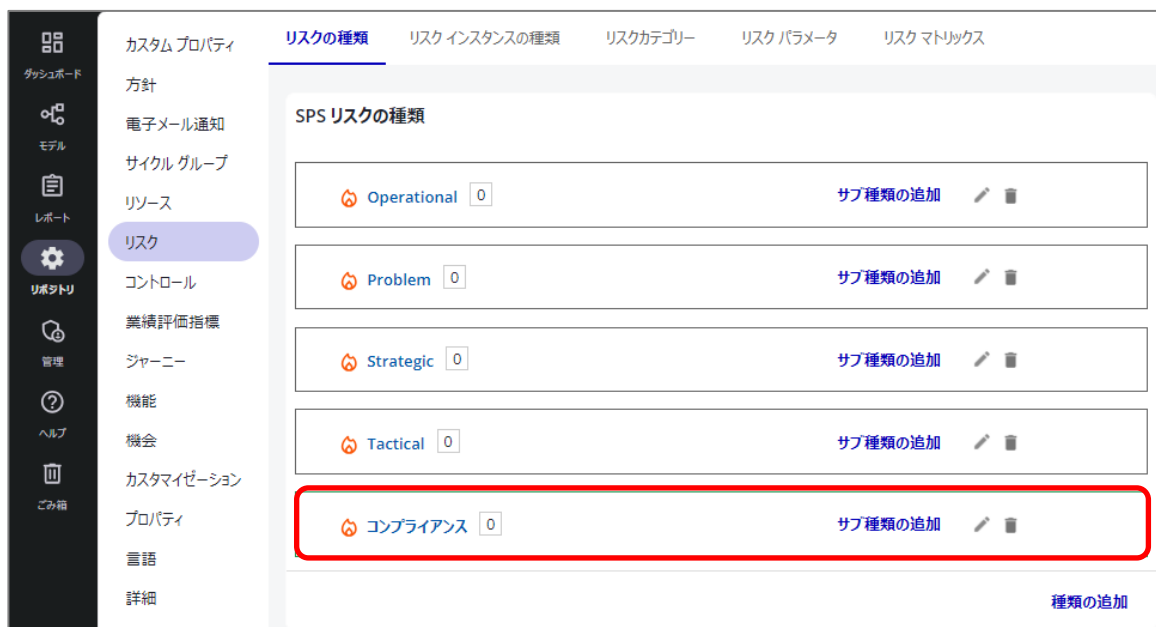 ダッシュボード
モデル
レポート
リポジトリ
管理
ヘルプ
ごみ箱
カスタム プロパティ
方針
電子メール通知
サイクル グループ
リソース
リスク
コントロール
業績評価指標
ジャーニー
機能
機会
カスタマイゼーション
プロパティ
言語
詳細
リスクの種類 リスク インスタンスの種類 リスクカテゴリー リスク パラメータ リスク マトリックス
SPS リスクの種類
Operational 0 サブ種類の追加
Problem 0 サブ種類の追加
Strategic 0 サブ種類の追加
Tactical 0 サブ種類の追加
コンプライアンス 0 サブ種類の追加
種類の追加